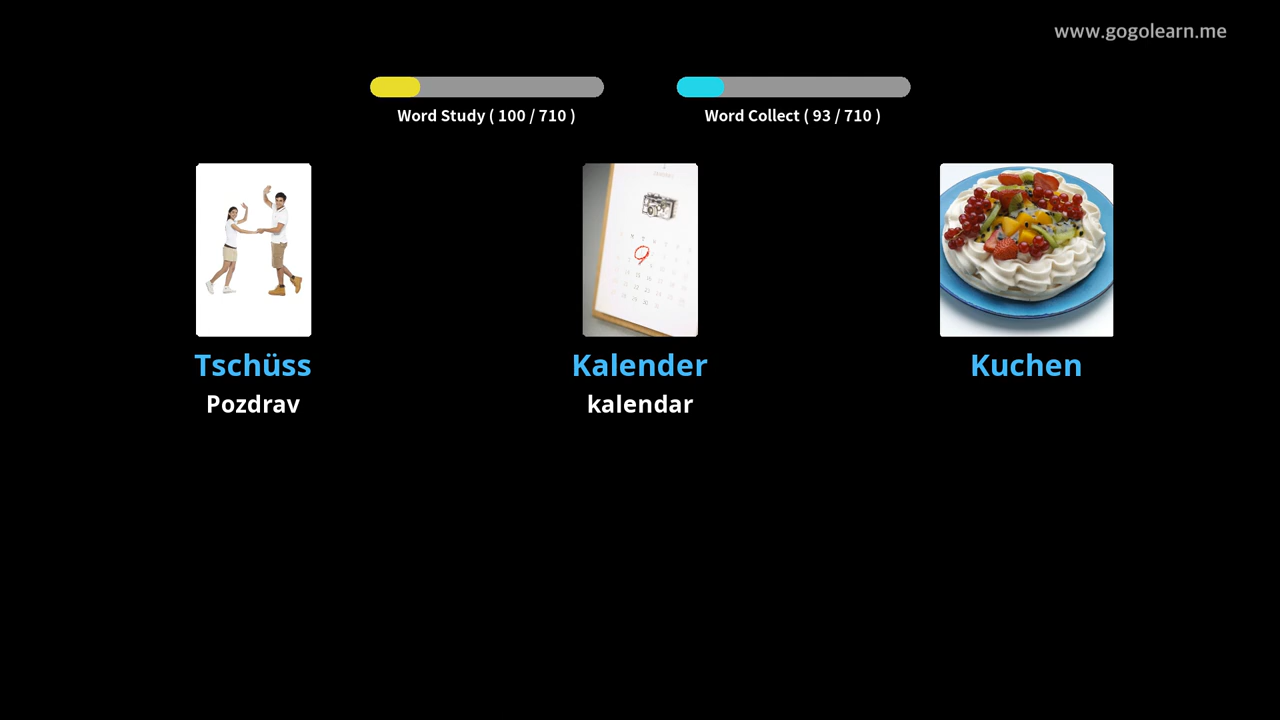 www.gogolearn.me
Word Study ( 100 / 710 )
Word Collect ( 93 / 710 )
Tschüss
Kalender
Kuchen
Pozdrav
kalendar